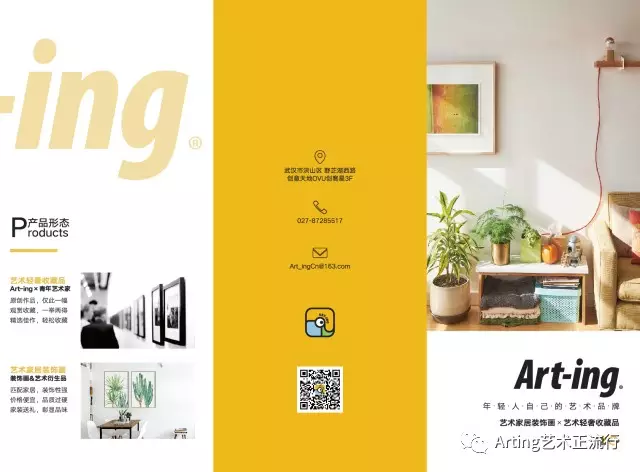 -ing®
P产品形态
roducts
艺术轻奢收藏品
Art-ing×青年艺术家
原创作品，仅此一幅
观赏收藏，一举两得
精选佳作，轻松收藏
艺术家居装饰画
装饰画&艺术衍生品
匹配家居，装饰性强
价格便宜，品质过硬
家装送礼，彰显品味
武汉市洪山区 野芷湖西路
创意天地OVU创客星3F
027-87285517
Art_ingCn@163.com
Art-ing®
年轻人自己的艺术品牌
艺术家居装饰画×艺术轻奢收藏品
Arting艺术正流行